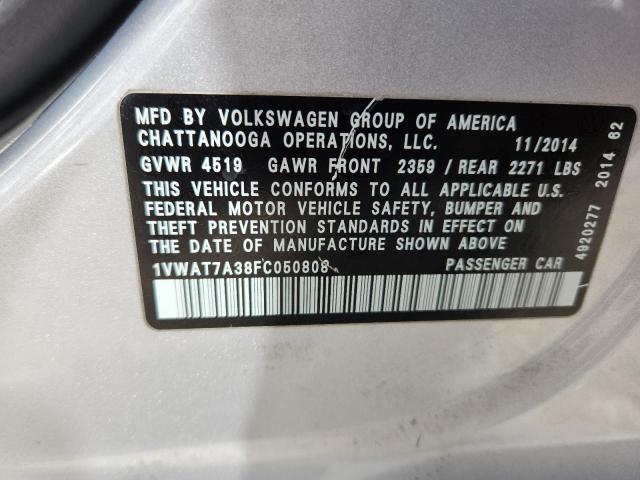 MFD BY VOLKSWAGEN GROUP OF AMERICA
CHATTANOOGA OPERATIONS, LLC. 11/2014
GVWR 4519 GAWR FRONT 2359 / REAR 2271 LBS
THIS VEHICLE CONFORMS TO ALL APPLICABLE U.S.
FEDERAL MOTOR VEHICLE SAFETY, BUMPER AND
THEFT PREVENTION STANDARDS IN EFFECT ON
THE DATE OF MANUFACTURE SHOWN ABOVE
1VWAT7A38FC050808 PASSENGER CAR
4920277 2014 62